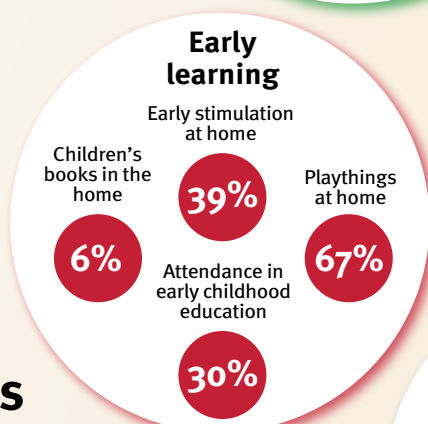 Early
learning
Early stimulation
at home
39%
Children's
books in the
home
6%
Playthings
at home
67%
Attendance in
early childhood
education
30%
s